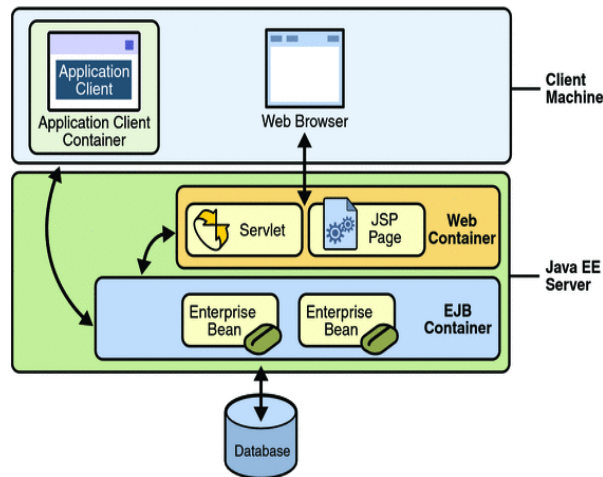 Application
Client
Application Client
Container
Web Browser
Client
Machine
Servlet
JSP
Page
Web
Container
Java EE
Server
Enterprise
Bean
Enterprise
Bean
EJB
Container
Database